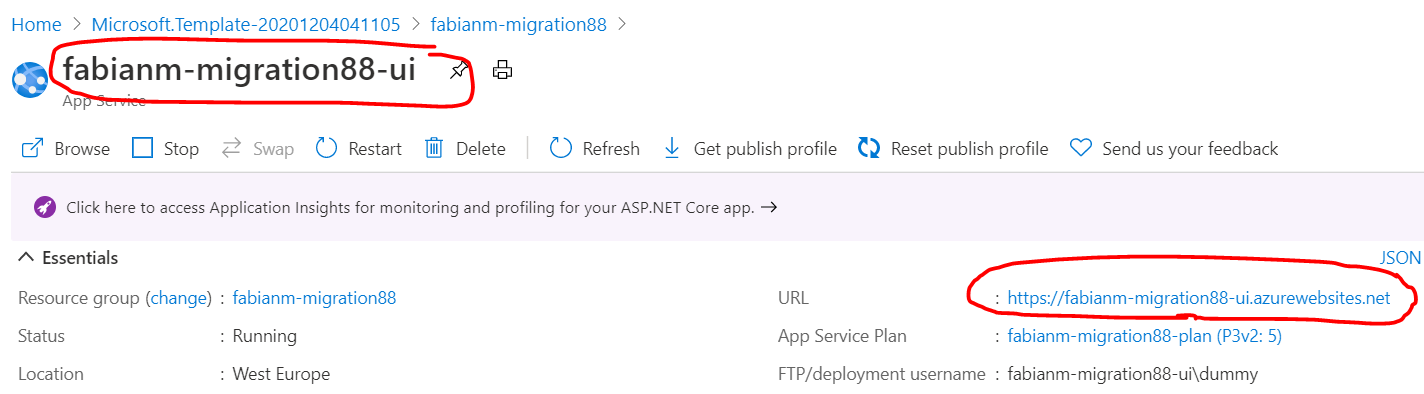 Home > Microsoft.Template-20201204041105 > fabianm-migration88 >
fabianm-migration88-ui
App Service
Browse Stop Swap Restart Delete Refresh Get publish profile Reset publish profile Send us your feedback
Click here to access Application Insights for monitoring and profiling for your ASP.NET Core app. →
Essentials JSON
Resource group (change) : fabianm-migration88 URL : https://fabianm-migration88-ui.azurewebsites.net
Status : Running App Service Plan : fabianm-migration88-plan (P3v2: 5)
Location : West Europe FTP/deployment username : fabianm-migration88-ui\dummy